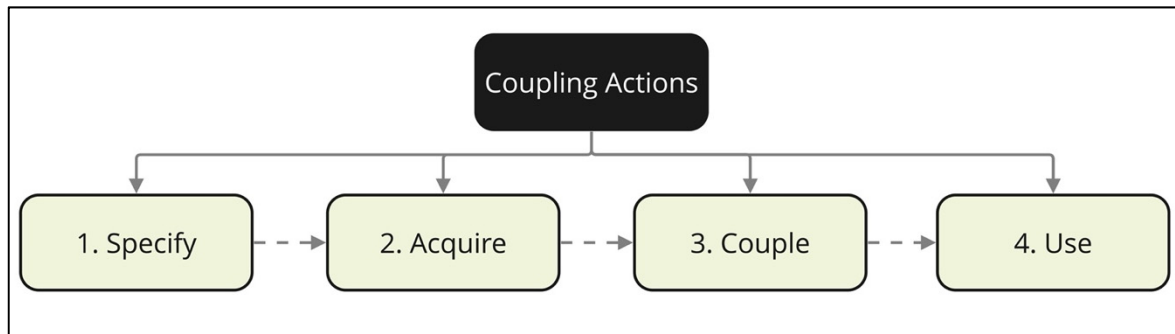 Coupling Actions
1. Specify
2. Acquire
3. Couple
4. Use